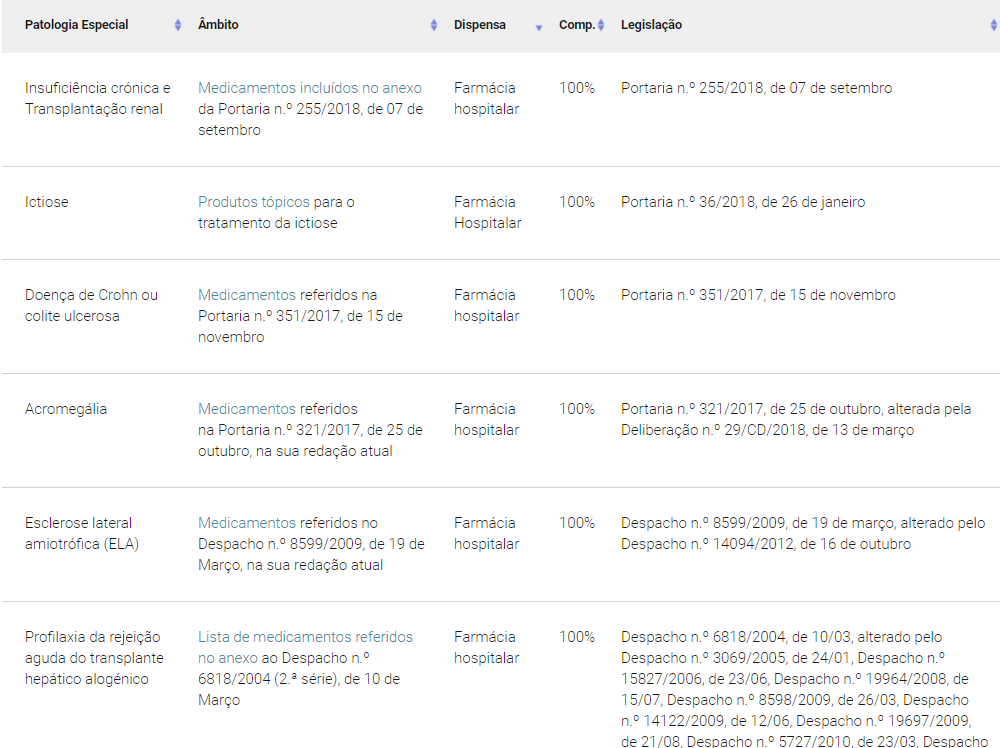 Patologia Especial Âmbito Dispensa Comp. Legislação
Insuficiência crónica e
Transplantação renal
Medicamentos incluídos no anexo
da Portaria n.º 255/2018, de 07 de
setembro
Farmácia
hospitalar
100%
Portaria n.º 255/2018, de 07 de setembro
Ictiose
Produtos tópicos para o
tratamento da ictiose
Farmácia
Hospitalar
100%
Portaria n.º 36/2018, de 26 de janeiro
Doença de Crohn ou
colite ulcerosa
Medicamentos referidos na
Portaria n.º 351/2017, de 15 de
novembro
Farmácia
hospitalar
100%
Portaria n.º 351/2017, de 15 de novembro
Acromegália
Medicamentos referidos
na Portaria n.º 321/2017, de 25 de
outubro, na sua redação atual
Farmácia
hospitalar
100%
Portaria n.º 321/2017, de 25 de outubro, alterada pela
Deliberação n.º 29/CD/2018, de 13 de março
Esclerose lateral
amiotrófica (ELA)
Medicamentos referidos no
Despacho n.º 8599/2009, de 19 de
Março, na sua redação atual
Farmácia
hospitalar
100%
Despacho n.º 8599/2009, de 19 de março, alterado pelo
Despacho n.º 14094/2012, de 16 de outubro
Profilaxia da rejeição
aguda do transplante
hepático alogénico
Lista de medicamentos referidos
no anexo ao Despacho n.º
6818/2004 (2.ª série), de 10 de
Março
Farmácia
hospitalar
100%
Despacho n.º 6818/2004, de 10/03, alterado pelo
Despacho n.º 3069/2005, de 24/01, Despacho n.º
15827/2006, de 23/06, Despacho n.º 19964/2008, de
15/07, Despacho n.º 8598/2009, de 26/03, Despacho
n.º 14122/2009, de 12/06, Despacho n.º 19697/2009,
de 21/08, Despacho n.º 5727/2010, de 23/03, Despacho